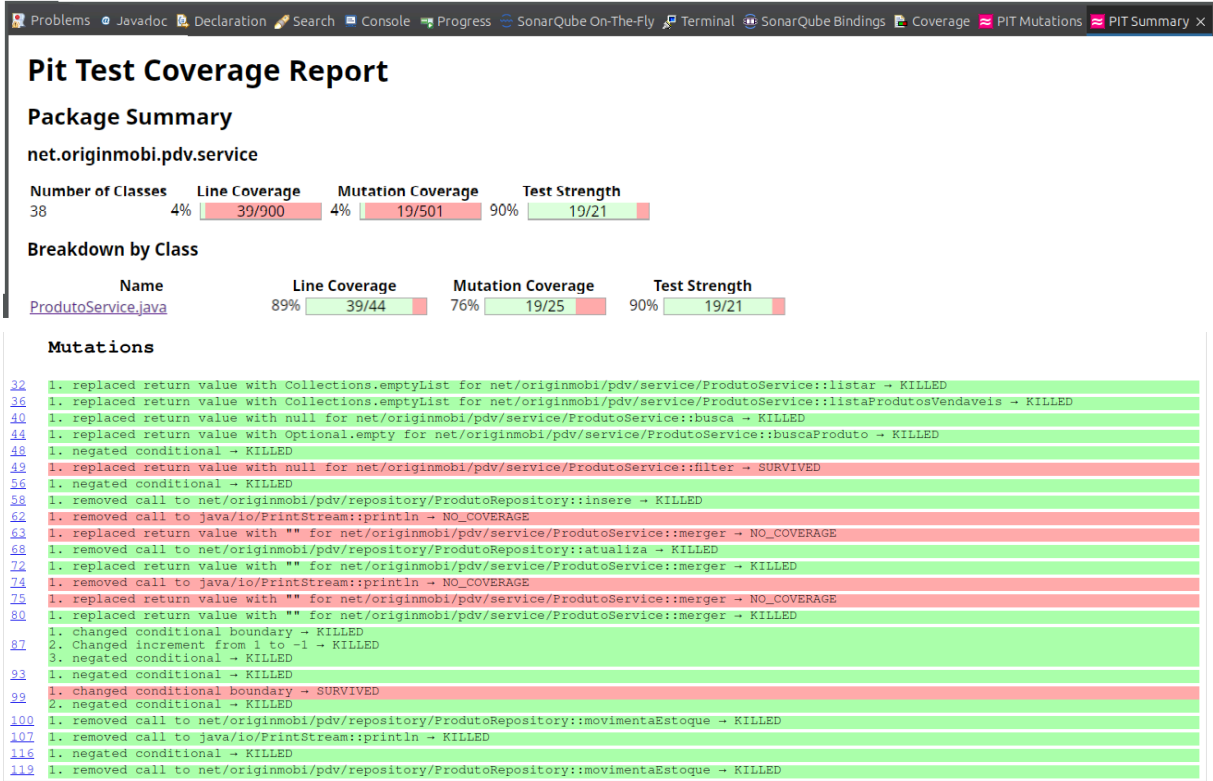 Problems Javadoc Declaration Search Console Progress SonarQube On-The-Fly Terminal SonarQube Bindings Coverage PIT Mutations PIT Summary ×
Pit Test Coverage Report
Package Summary
net.originmobi.pdv.service
Number of Classes Line Coverage Mutation Coverage Test Strength
38 4% 39/900 4% 19/501 90% 19/21
Breakdown by Class
Name Line Coverage Mutation Coverage Test Strength
ProdutoService.java 89% 39/44 76% 19/25 90% 19/21
Mutations
32 1. replaced return value with Collections.emptyList for net/originmobi/pdv/service/ProdutoService::listar → KILLED
36 1. replaced return value with Collections.emptyList for net/originmobi/pdv/service/ProdutoService::listaProdutosVendaveis → KILLED
40 1. replaced return value with null for net/originmobi/pdv/service/ProdutoService::busca → KILLED
44 1. replaced return value with Optional.empty for net/originmobi/pdv/service/ProdutoService::buscaProduto → KILLED
48 1. negated conditional → KILLED
49 1. replaced return value with null for net/originmobi/pdv/service/ProdutoService::filter → SURVIVED
56 1. negated conditional → KILLED
58 1. removed call to net/originmobi/pdv/repository/ProdutoRepository::insere → KILLED
62 1. removed call to java/io/PrintStream::println → NO_COVERAGE
63 1. replaced return value with "" for net/originmobi/pdv/service/ProdutoService::merger → NO_COVERAGE
68 1. removed call to net/originmobi/pdv/repository/ProdutoRepository::atualiza → KILLED
72 1. replaced return value with "" for net/originmobi/pdv/service/ProdutoService::merger → KILLED
74 1. removed call to java/io/PrintStream::println → NO_COVERAGE
75 1. replaced return value with "" for net/originmobi/pdv/service/ProdutoService::merger → NO_COVERAGE
80 1. replaced return value with "" for net/originmobi/pdv/service/ProdutoService::merger → KILLED
1. changed conditional boundary → KILLED
87 2. Changed increment from 1 to -1 → KILLED
3. negated conditional → KILLED
93 1. negated conditional → KILLED
99 1. changed conditional boundary → SURVIVED
2. negated conditional → KILLED
100 1. removed call to net/originmobi/pdv/repository/ProdutoRepository::movimentaEstoque → KILLED
107 1. removed call to java/io/PrintStream::println → KILLED
116 1. negated conditional → KILLED
119 1. removed call to net/originmobi/pdv/repository/ProdutoRepository::movimentaEstoque → KILLED